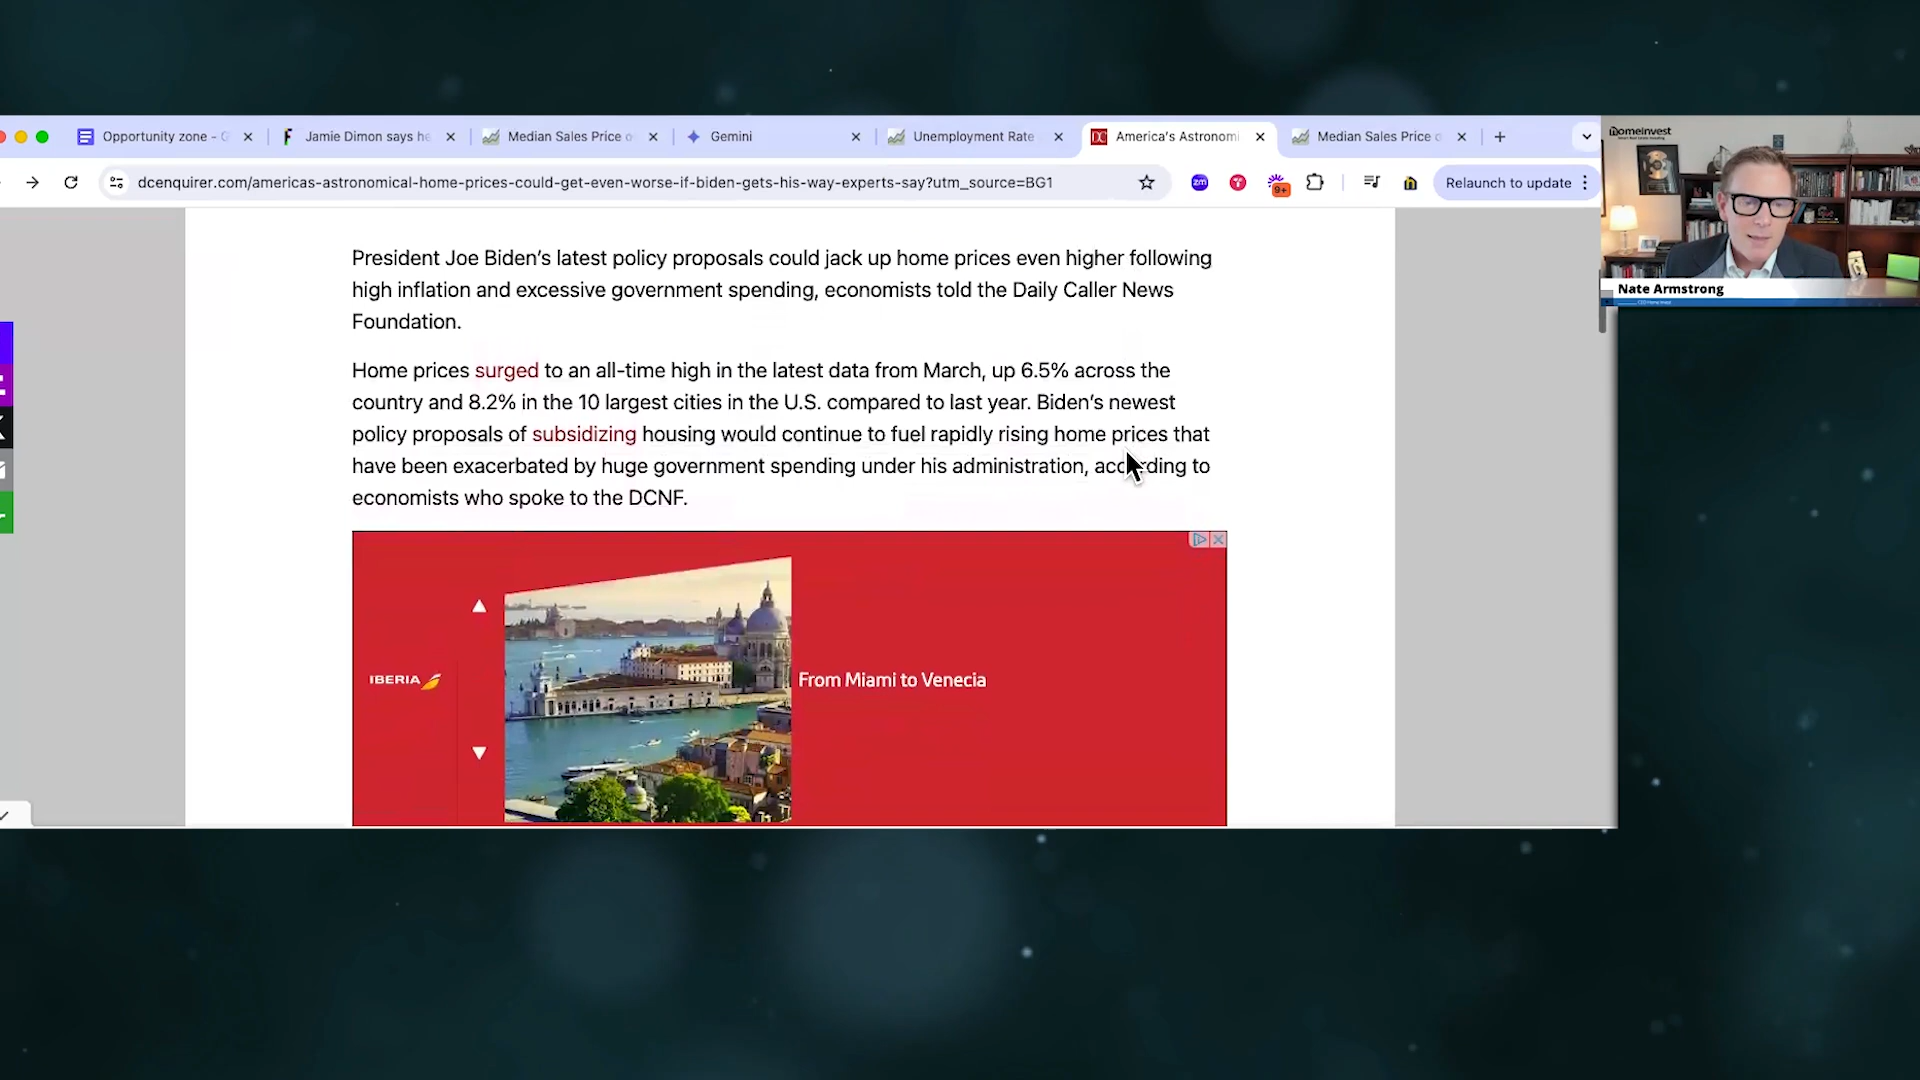 Opportunity zone - G
Jamie Dimon says he
Median Sales Price o
Gemini
Unemployment Rate
America's Astronomi
Median Sales Price o
dcenquirer.com/americas-astronomical-home-prices-could-get-even-worse-if-biden-gets-his-way-experts-say?utm_source=BG1
zm
9+
Relaunch to update
homeinvest
Nate Armstrong
President Joe Biden's latest policy proposals could jack up home prices even higher following
high inflation and excessive government spending, economists told the Daily Caller News
Foundation.
Home prices surged to an all-time high in the latest data from March, up 6.5% across the
country and 8.2% in the 10 largest cities in the U.S. compared to last year. Biden's newest
policy proposals of subsidizing housing would continue to fuel rapidly rising home prices that
have been exacerbated by huge government spending under his administration, according to
economists who spoke to the DCNF.
IBERIA
From Miami to Venecia